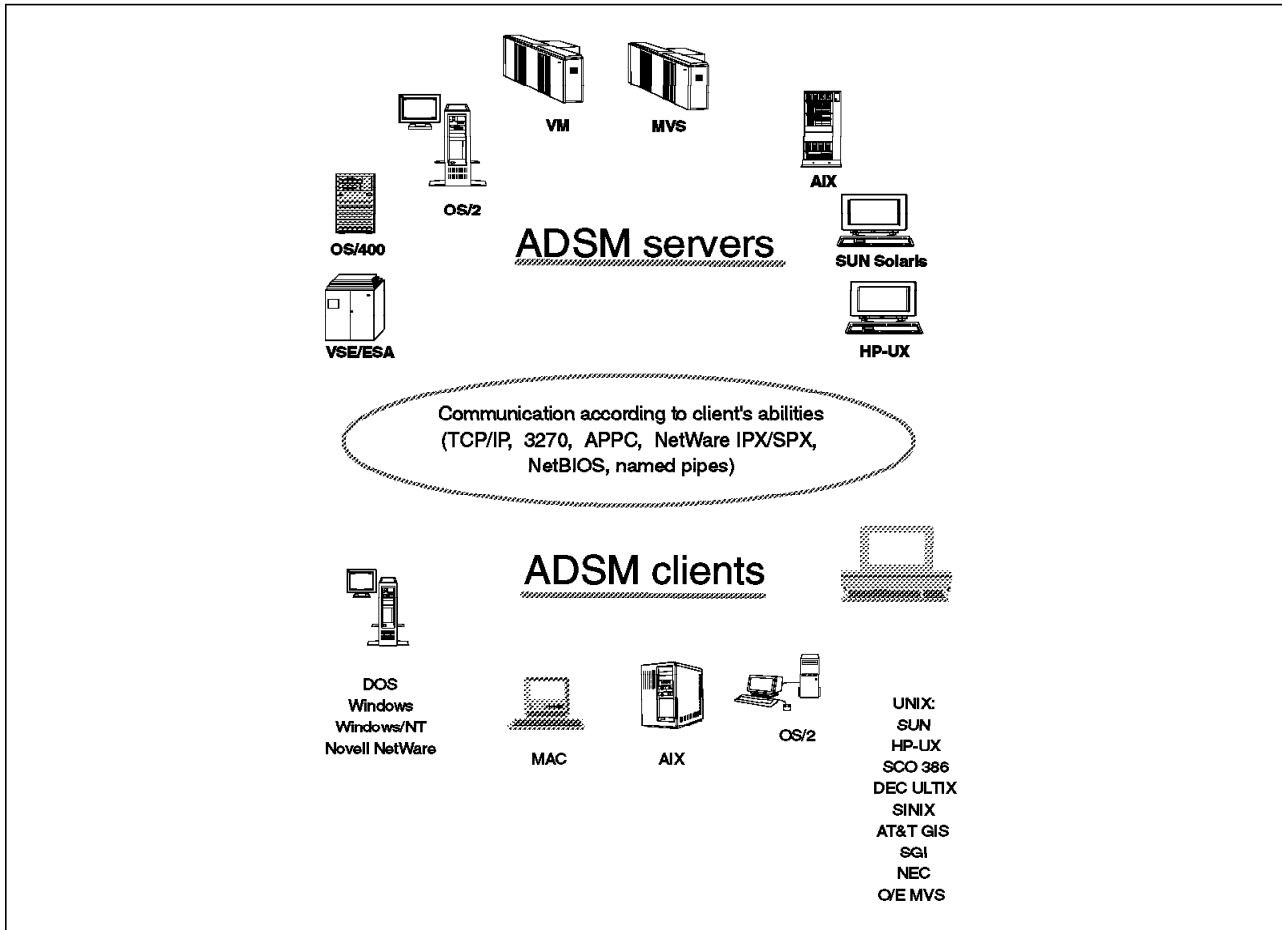 VM
MVS
AIX
OS/2
OS/400
ADSM servers
SUN Solaris
VSE/ESA
HP-UX
Communication according to client's abilities
(TCP/IP, 3270, APPC, NetWare IPX/SPX,
NetBIOS, named pipes)
ADSM clients
DOS
Windows
Windows/NT
Novell NetWare
MAC
AIX
OS/2
UNIX:
SUN
HP-UX
SCO 386
DEC ULTIX
SINIX
AT&T GIS
SGI
NEC
O/E MVS